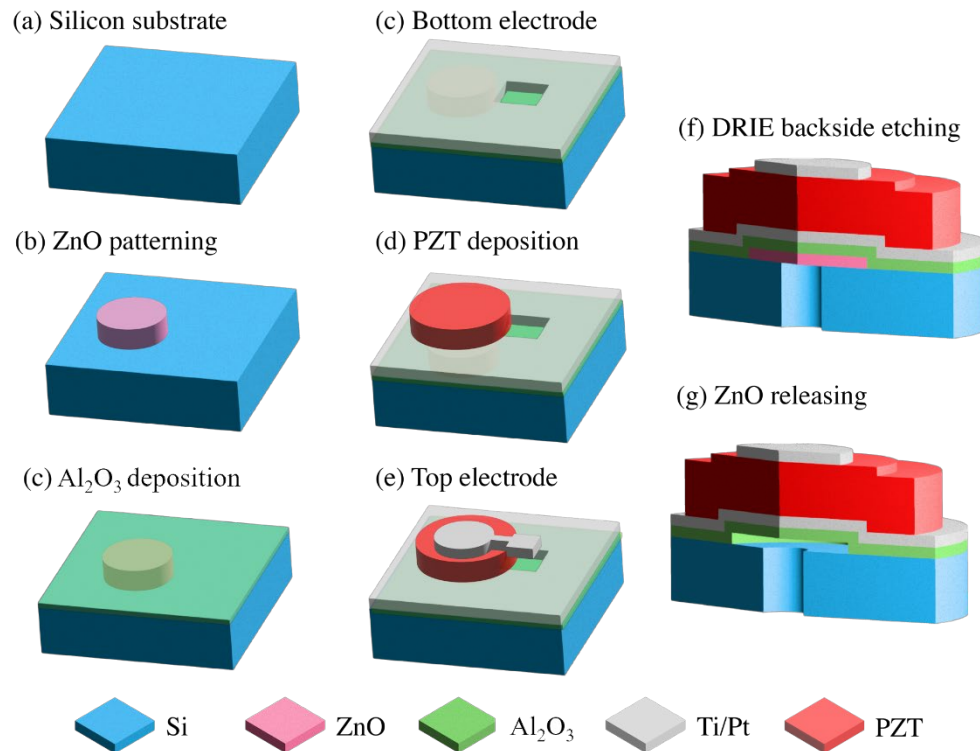 (a) Silicon substrate
(b) ZnO patterning
(c) Al₂O₃ deposition
(c) Bottom electrode
(d) PZT deposition
(e) Top electrode
(f) DRIE backside etching
(g) ZnO releasing
Si
ZnO
Al₂O₃
Ti/Pt
PZT